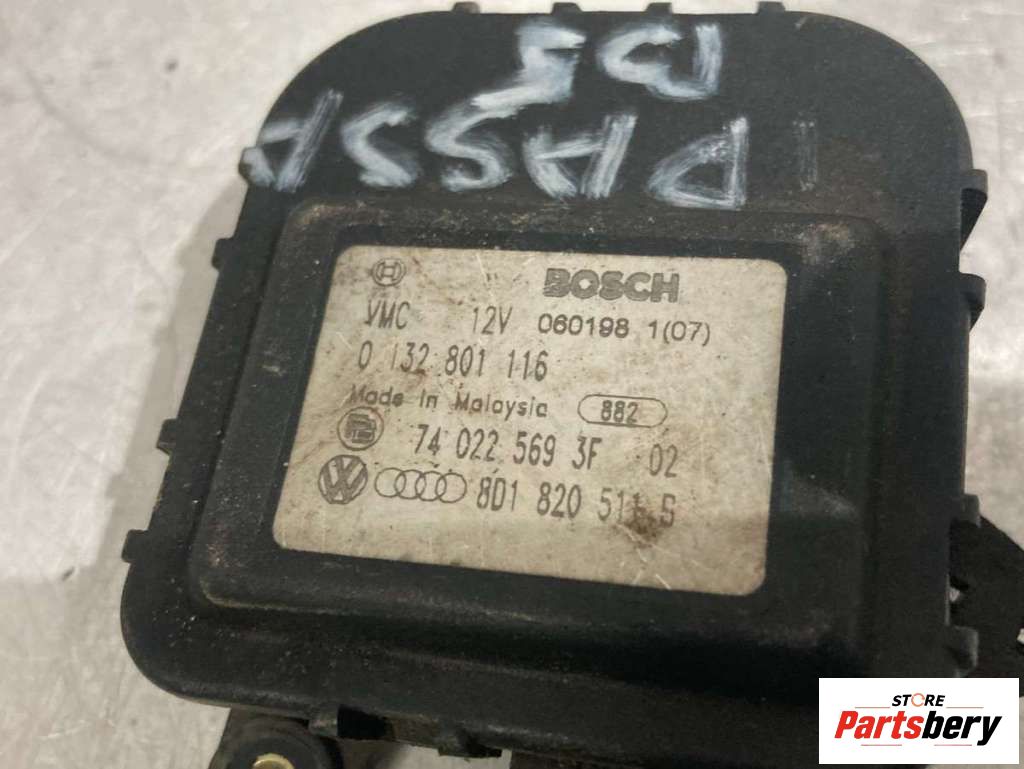 B5
PASSA
BOSCH
VMC 12V 060198 1(07)
0 132 801 116
Made in Malaysia 882
74 022 569 3F 02
8D1 820 511
STORE
Partsbery